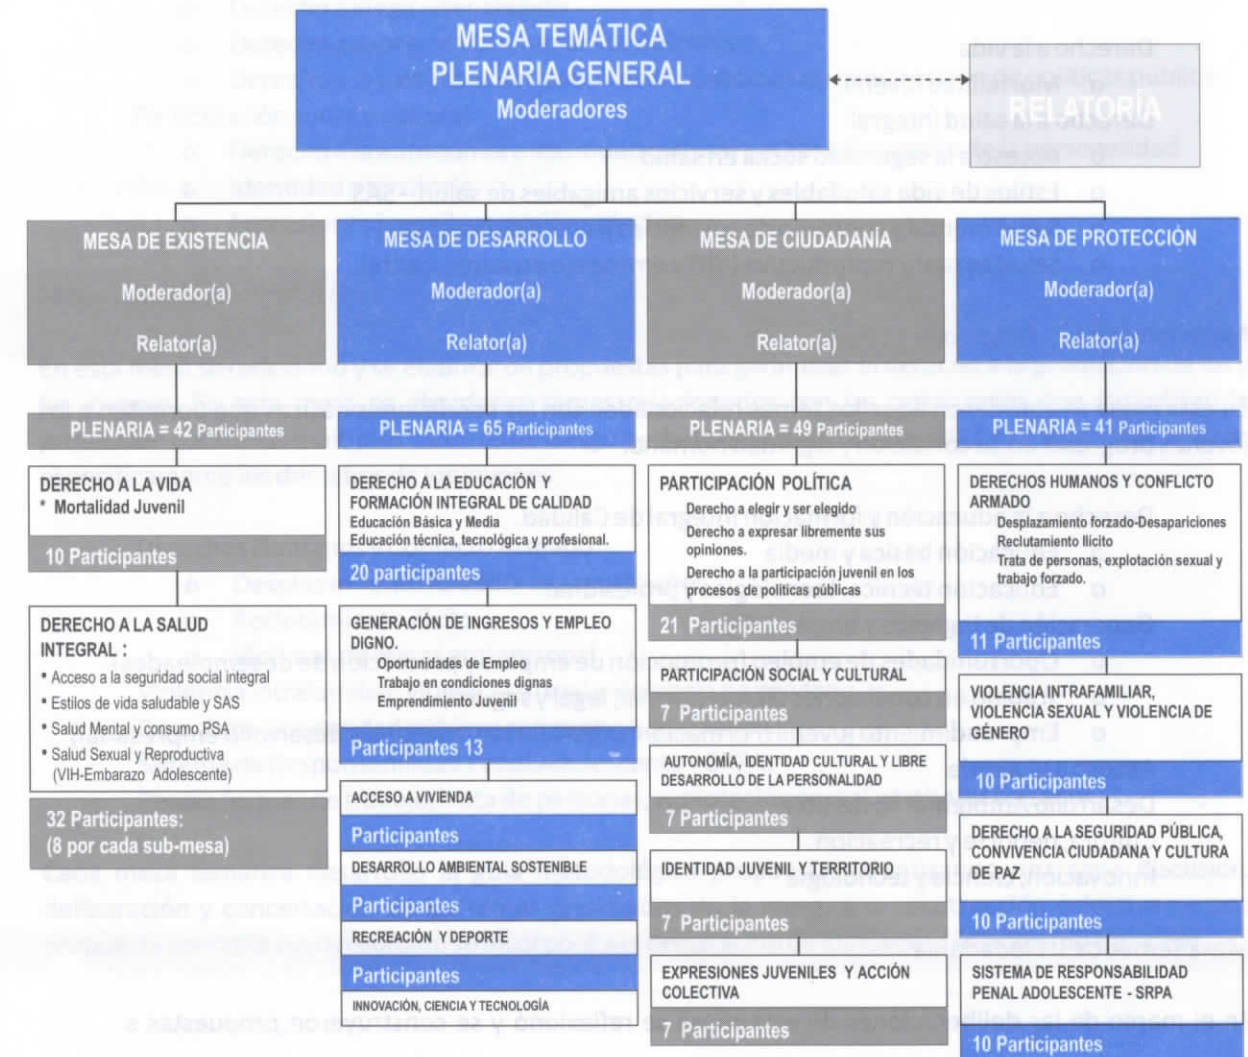 MESA TEMÁTICA
PLENARIA GENERAL
Moderadores
RELATORÍA
MESA DE EXISTENCIA
Moderador(a)
Relator(a)
MESA DE DESARROLLO
Moderador(a)
Relator(a)
MESA DE CIUDADANÍA
Moderador(a)
Relator(a)
MESA DE PROTECCIÓN
Moderador(a)
Relator(a)
PLENARIA = 42 Participantes
PLENARIA = 65 Participantes
PLENARIA = 49 Participantes
PLENARIA = 41 Participantes
DERECHO A LA VIDA
* Mortalidad Juvenil
10 Participantes
DERECHO A LA SALUD
INTEGRAL :
• Acceso a la seguridad social integral
• Estilos de vida saludable y SAS
• Salud Mental y consumo PSA
• Salud Sexual y Reproductiva
(VIH-Embarazo Adolescente)
32 Participantes:
(8 por cada sub-mesa)
DERECHO A LA EDUCACIÓN Y
FORMACIÓN INTEGRAL DE CALIDAD
Educación Básica y Media
Educación técnica, tecnológica y profesional.
20 participantes
GENERACIÓN DE INGRESOS Y EMPLEO
DIGNO.
Oportunidades de Empleo
Trabajo en condiciones dignas
Emprendimiento Juvenil
Participantes 13
ACCESO A VIVIENDA
Participantes
DESARROLLO AMBIENTAL SOSTENIBLE
Participantes
RECREACIÓN Y DEPORTE
Participantes
INNOVACIÓN, CIENCIA Y TECNOLOGÍA
PARTICIPACIÓN POLÍTICA
Derecho a elegir y ser elegido
Derecho a expresar libremente sus
opiniones.
Derecho a la participación juvenil en los
procesos de políticas públicas
21 Participantes
PARTICIPACIÓN SOCIAL Y CULTURAL
7 Participantes
AUTONOMÍA, IDENTIDAD CULTURAL Y LIBRE
DESARROLLO DE LA PERSONALIDAD
7 Participantes
IDENTIDAD JUVENIL Y TERRITORIO
7 Participantes
EXPRESIONES JUVENILES Y ACCIÓN
COLECTIVA
7 Participantes
DERECHOS HUMANOS Y CONFLICTO
ARMADO
Desplazamiento forzado-Desapariciones
Reclutamiento Ilícito
Trata de personas, explotación sexual y
trabajo forzado.
11 Participantes
VIOLENCIA INTRAFAMILIAR,
VIOLENCIA SEXUAL Y VIOLENCIA DE
GÉNERO
10 Participantes
DERECHO A LA SEGURIDAD PÚBLICA,
CONVIVENCIA CIUDADANA Y CULTURA
DE PAZ
10 Participantes
SISTEMA DE RESPONSABILIDAD
PENAL ADOLESCENTE - SRPA
10 Participantes